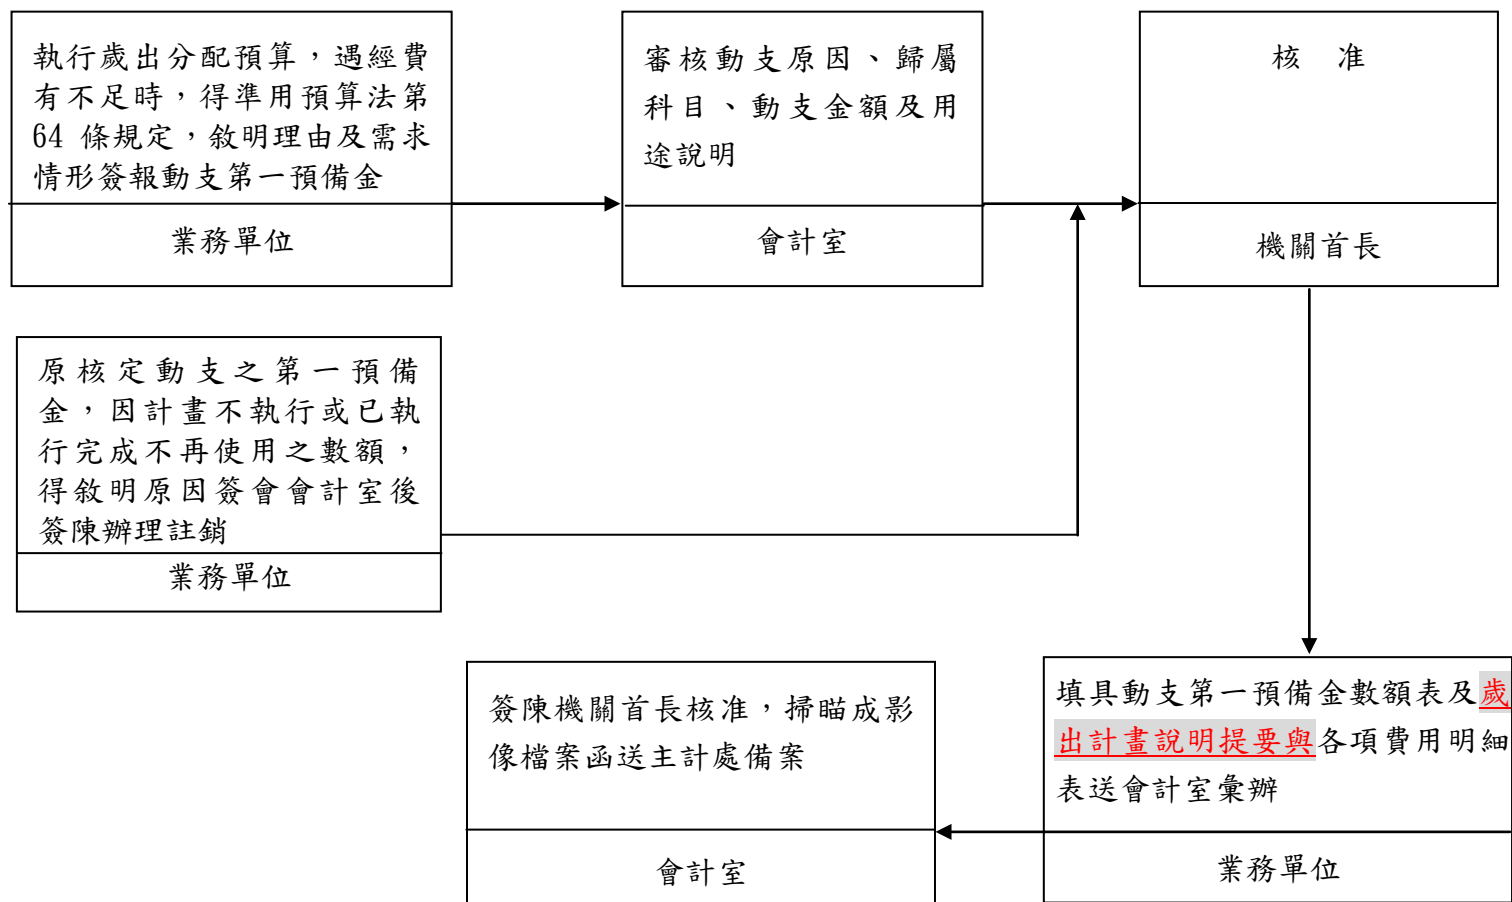 執行歲出分配預算，遇經費
有不足時，得準用預算法第
64 條規定，敘明理由及需求
情形簽報動支第一預備金
業務單位
審核動支原因、歸屬
科目、動支金額及用
途說明
會計室
核　准
機關首長
原核定動支之第一預備
金，因計畫不執行或已執
行完成不再使用之數額，
得敘明原因簽會會計室後
簽陳辦理註銷
業務單位
填具動支第一預備金數額表及歲
出計畫說明提要與各項費用明細
表送會計室彙辦
業務單位
簽陳機關首長核准，掃瞄成影
像檔案函送主計處備案
會計室